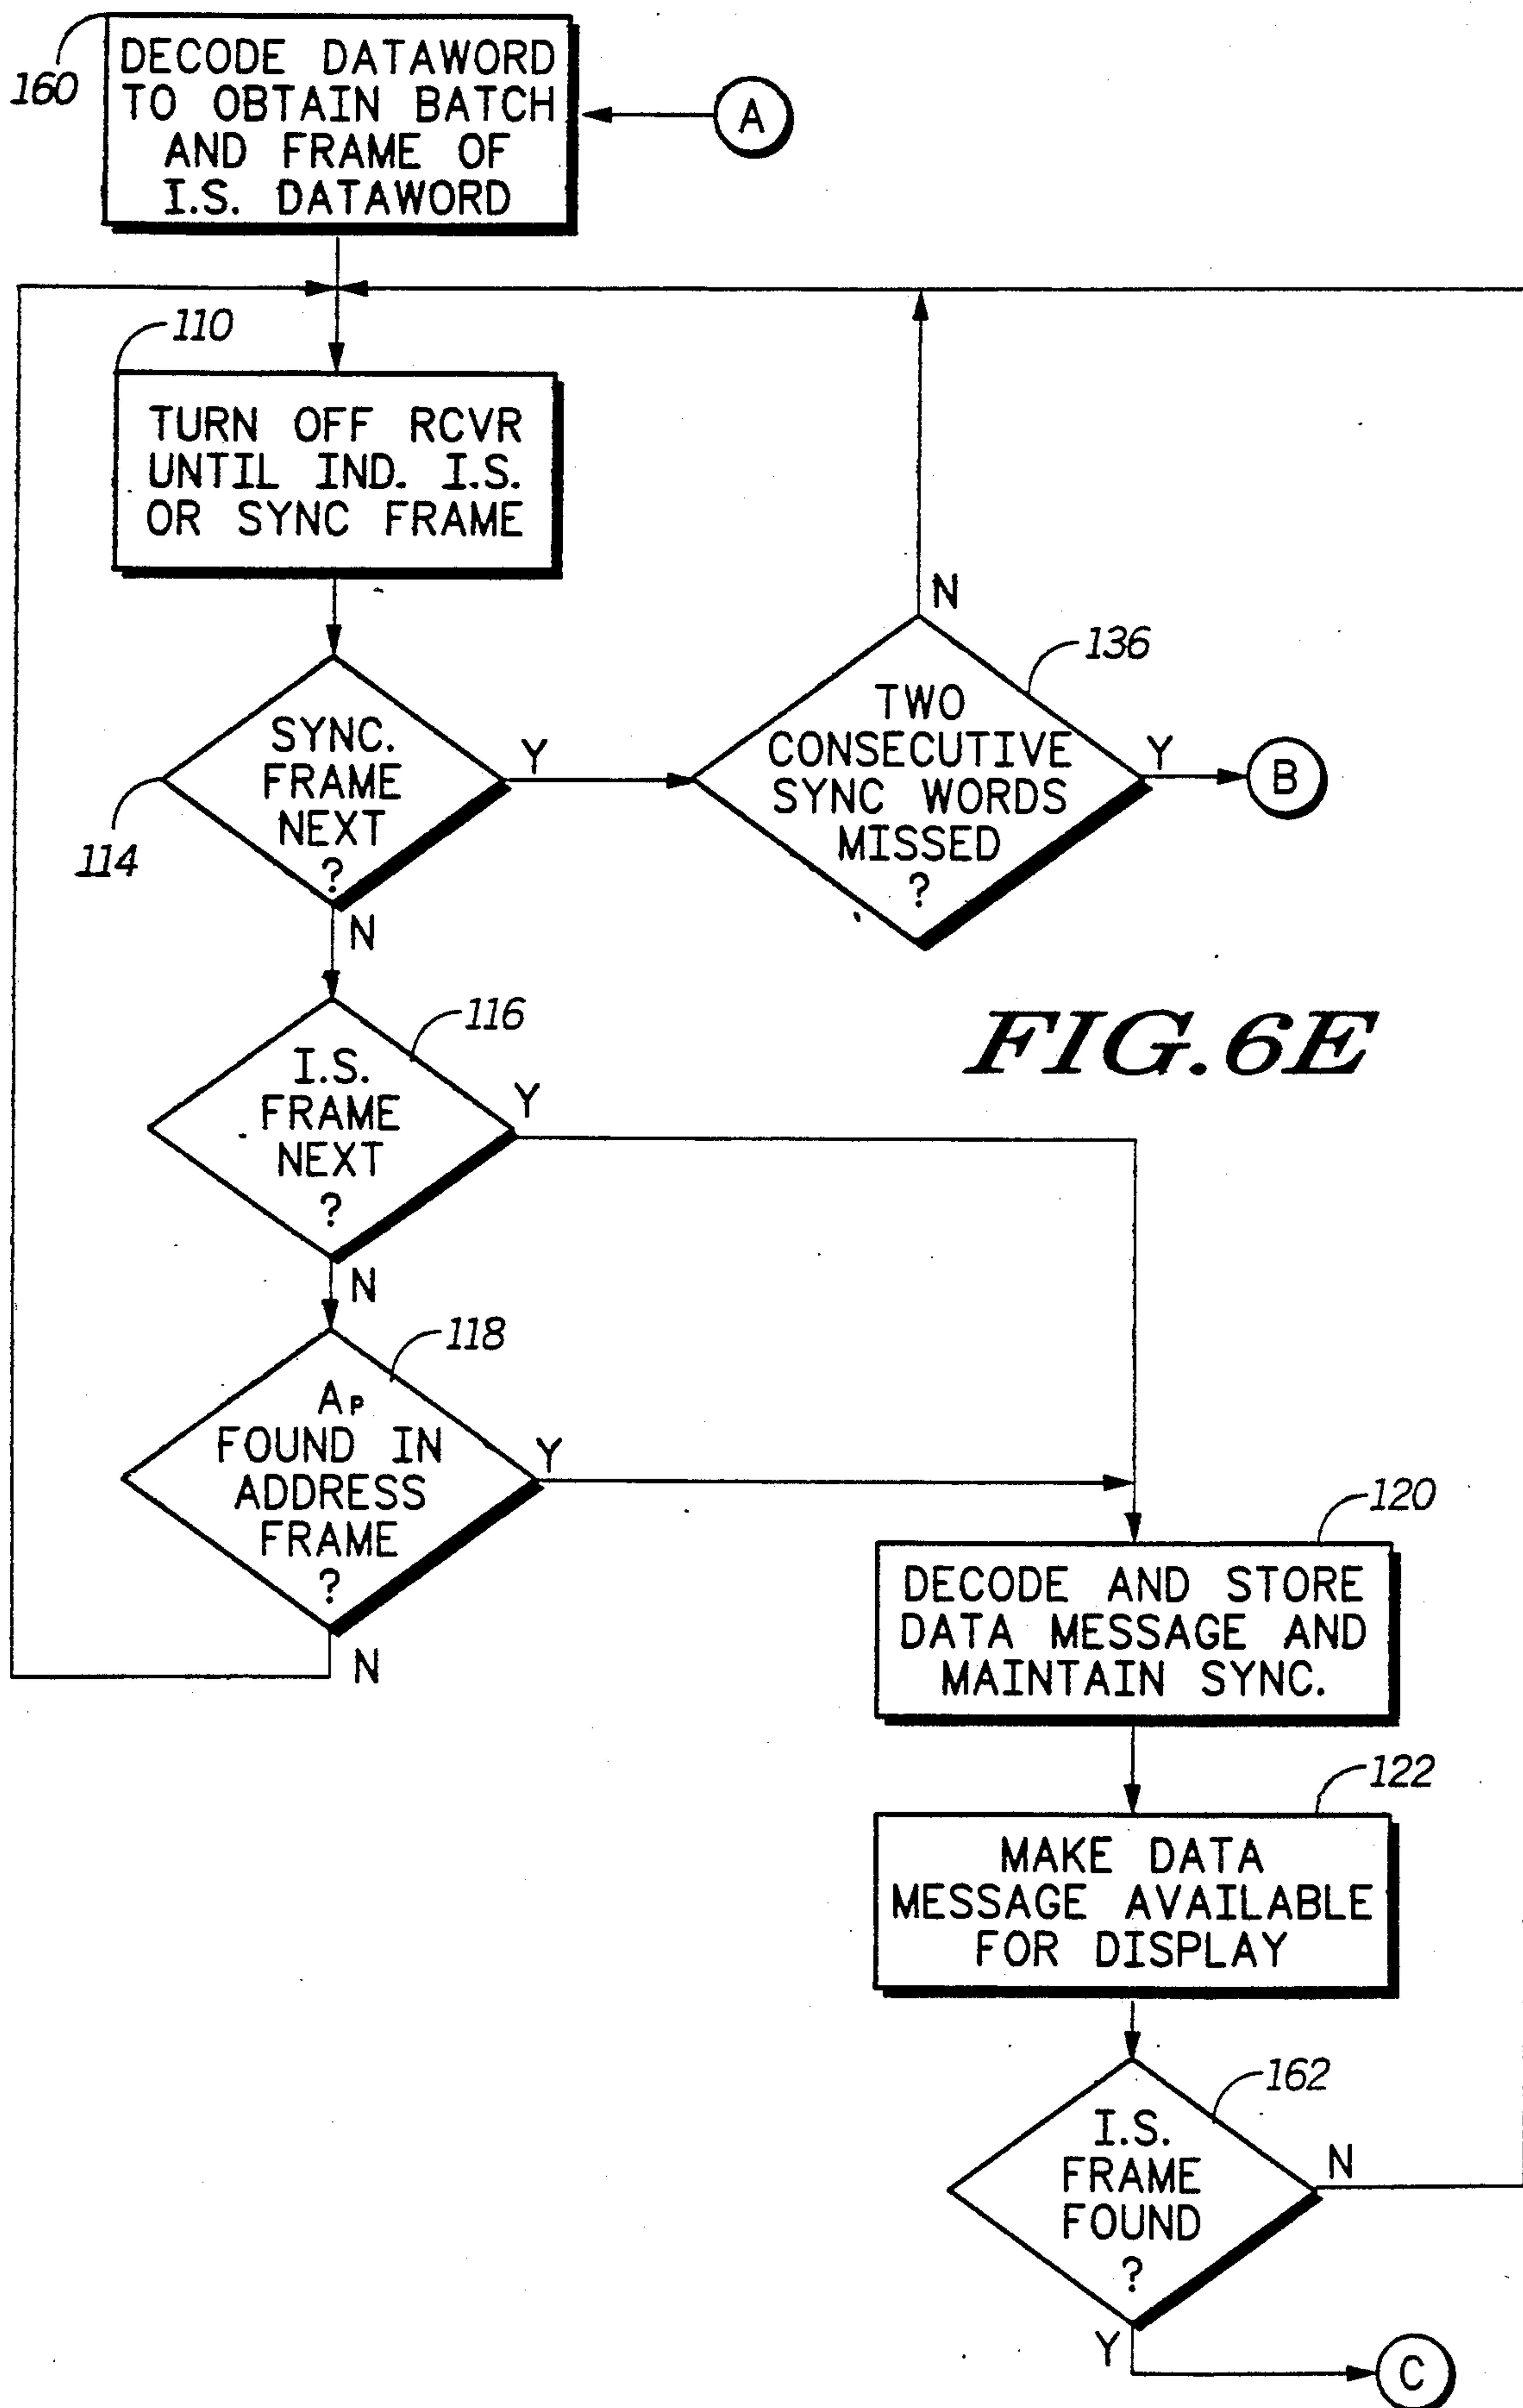 160
DECODE DATAWORD
TO OBTAIN BATCH
AND FRAME OF
I.S. DATAWORD
A
110
TURN OFF RCVR
UNTIL IND. I.S.
OR SYNC FRAME
N
136
114
SYNC.
FRAME
NEXT
?
Y
N
TWO
CONSECUTIVE
SYNC WORDS
MISSED
?
Y
B
FIG.6E
116
I.S.
FRAME
NEXT
?
Y
N
118
AP
FOUND IN
ADDRESS
FRAME
?
Y
N
120
DECODE AND STORE
DATA MESSAGE AND
MAINTAIN SYNC.
122
MAKE DATA
MESSAGE AVAILABLE
FOR DISPLAY
162
I.S.
FRAME
FOUND
?
N
Y
C